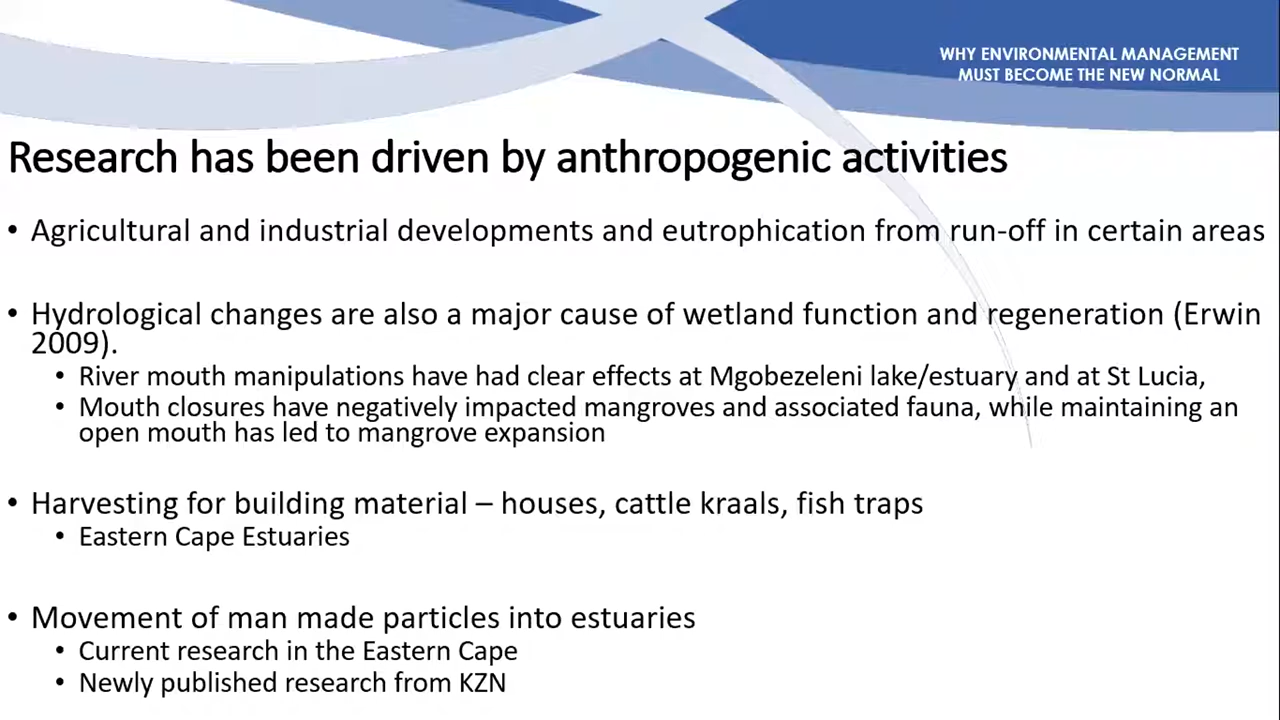 WHY ENVIRONMENTAL MANAGEMENT
MUST BECOME THE NEW NORMAL
Research has been driven by anthropogenic activities
• Agricultural and industrial developments and eutrophication from run-off in certain areas
• Hydrological changes are also a major cause of wetland function and regeneration (Erwin
2009).
• River mouth manipulations have had clear effects at Mgobezeleni lake/estuary and at St Lucia,
• Mouth closures have negatively impacted mangroves and associated fauna, while maintaining an
open mouth has led to mangrove expansion
• Harvesting for building material – houses, cattle kraals, fish traps
• Eastern Cape Estuaries
• Movement of man made particles into estuaries
• Current research in the Eastern Cape
• Newly published research from KZN